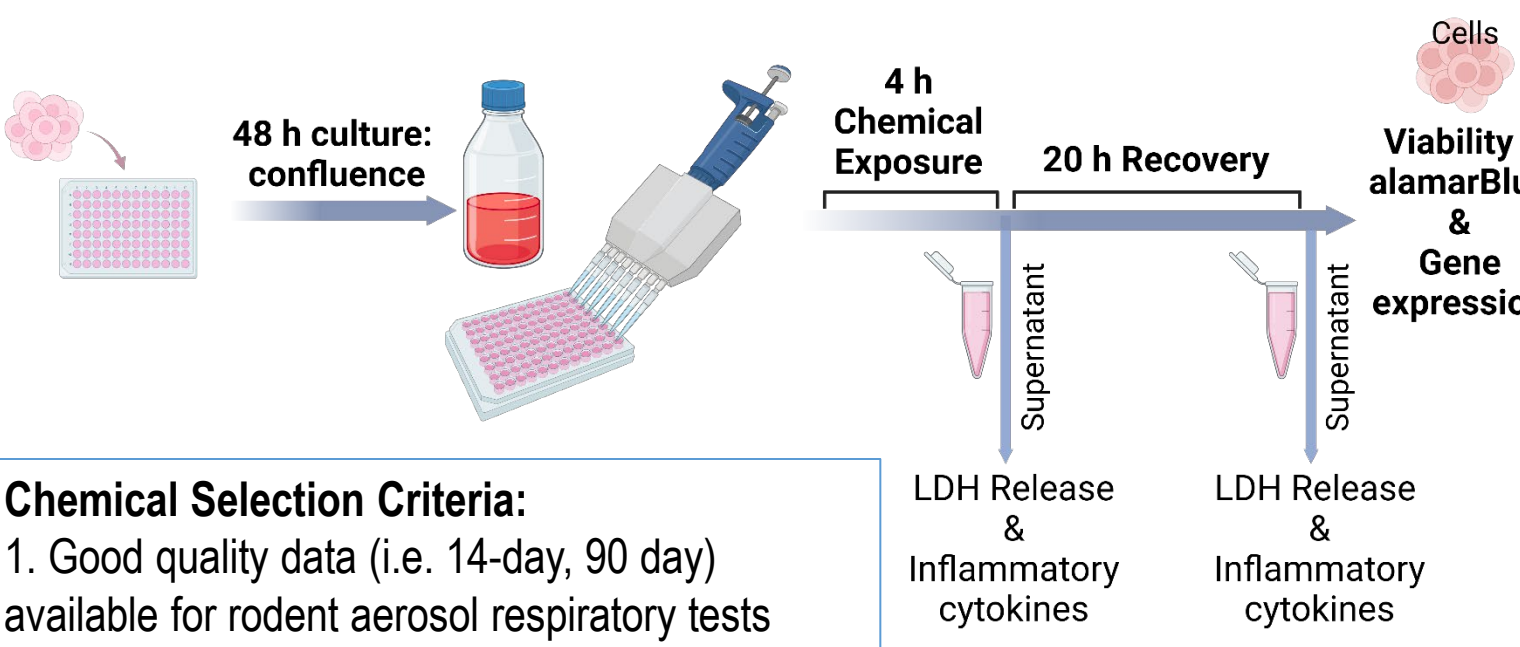 48 h culture:
confluence
4 h
Chemical
Exposure
20 h Recovery
Cells
Viability
&
Gene
Supernatant
Supernatant
LDH Release
&
Inflammatory
cytokines
LDH Release
&
Inflammatory
cytokines
Chemical Selection Criteria:
1. Good quality data (i.e. 14-day, 90 day)
available for rodent aerosol respiratory tests